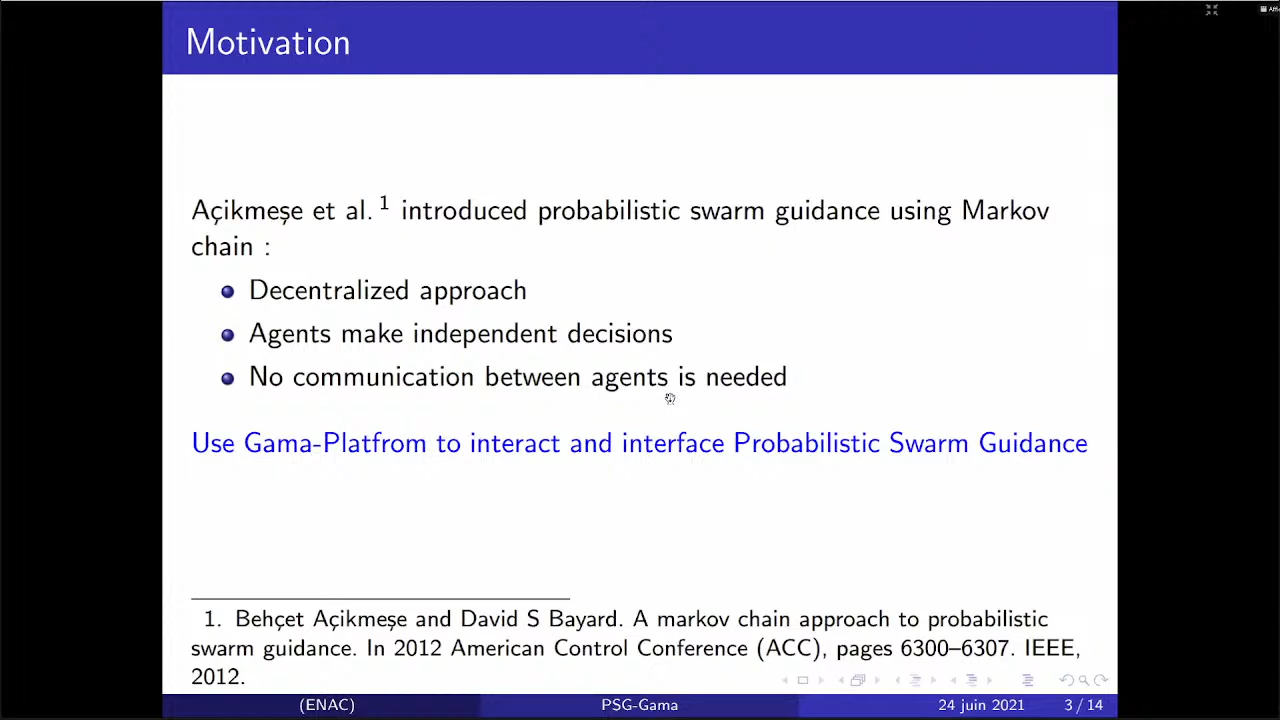 Motivation
Açikmeşe et al. 1 introduced probabilistic swarm guidance using Markov
chain :
Decentralized approach
Agents make independent decisions
No communication between agents is needed
Use Gama-Platfrom to interact and interface Probabilistic Swarm Guidance
1. Behçet Açikmeşe and David S Bayard. A markov chain approach to probabilistic
swarm guidance. In 2012 American Control Conference (ACC), pages 6300–6307. IEEE,
2012.
(ENAC) PSG-Gama 24 juin 2021 3 / 14